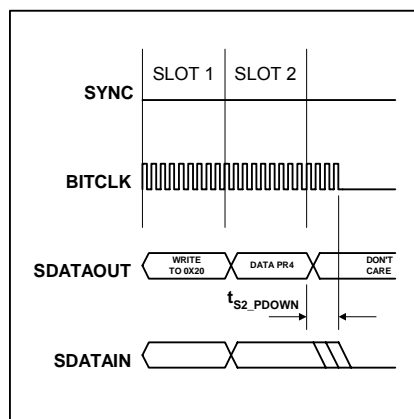 SLOT 1 SLOT 2
SYNC
BITCLK
SDATAOUT
WRITE
TO 0X20
DATA PR4
DON'T
CARE
tS2_PDOWN
SDATAIN